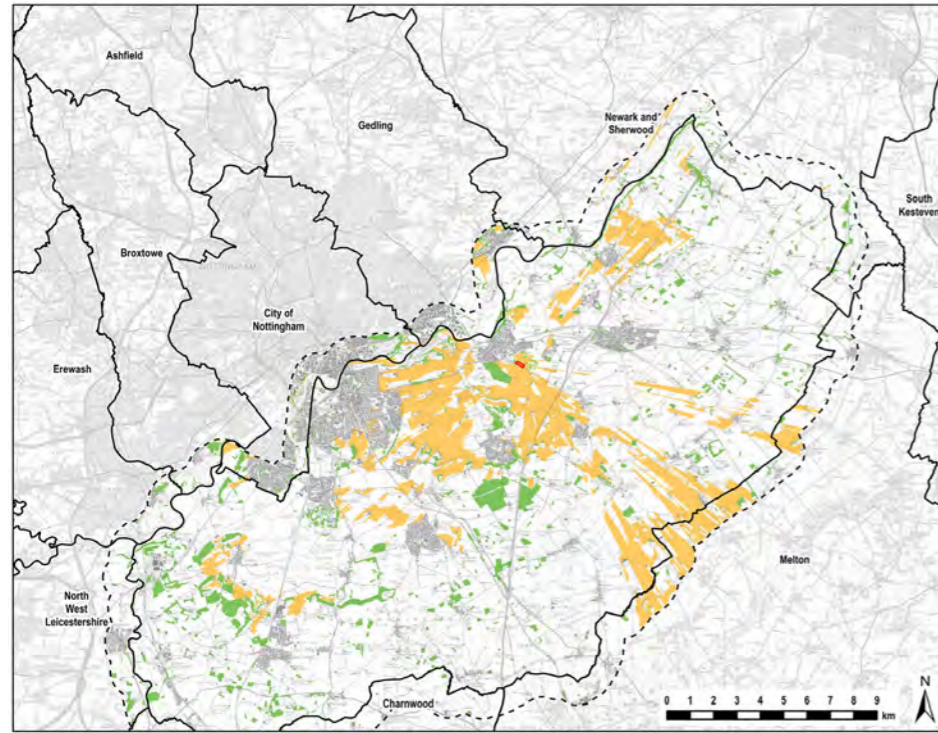 Ashfield
Gedling
Newark and
Sherwood
South
Kesteven
Broxtowe
City of
Nottingham
Erewash
Melton
North
West
Leicestershire
Charnwood
0 1 2 3 4 5 6 7 8 9
km
N